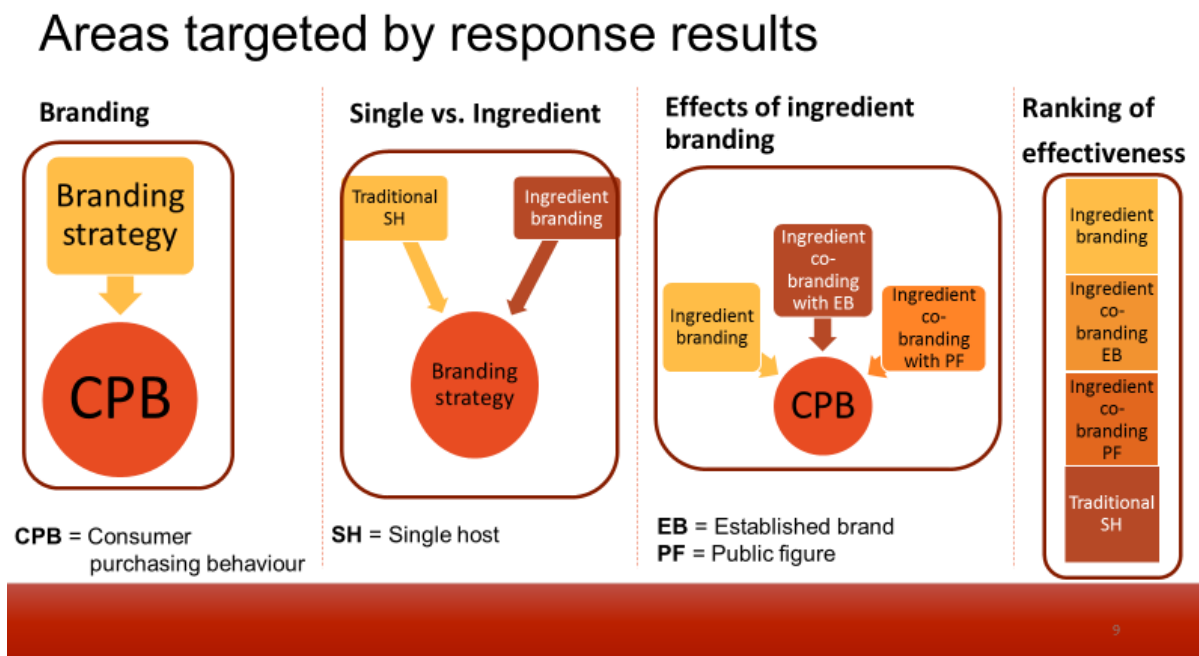 Areas targeted by response results
Branding
Branding
strategy
CPB
CPB = Consumer
purchasing behaviour
Single vs. Ingredient
Traditional
SH
Ingredient
branding
Branding
strategy
SH = Single host
Effects of ingredient
branding
Ingredient
branding
Ingredient
co-
branding
with EB
Ingredient
co-
branding
with PF
CPB
EB = Established brand
PF = Public figure
Ranking of
effectiveness
Ingredient
branding
Ingredient
co-
branding
EB
Ingredient
co-
branding
PF
Traditional
SH
9